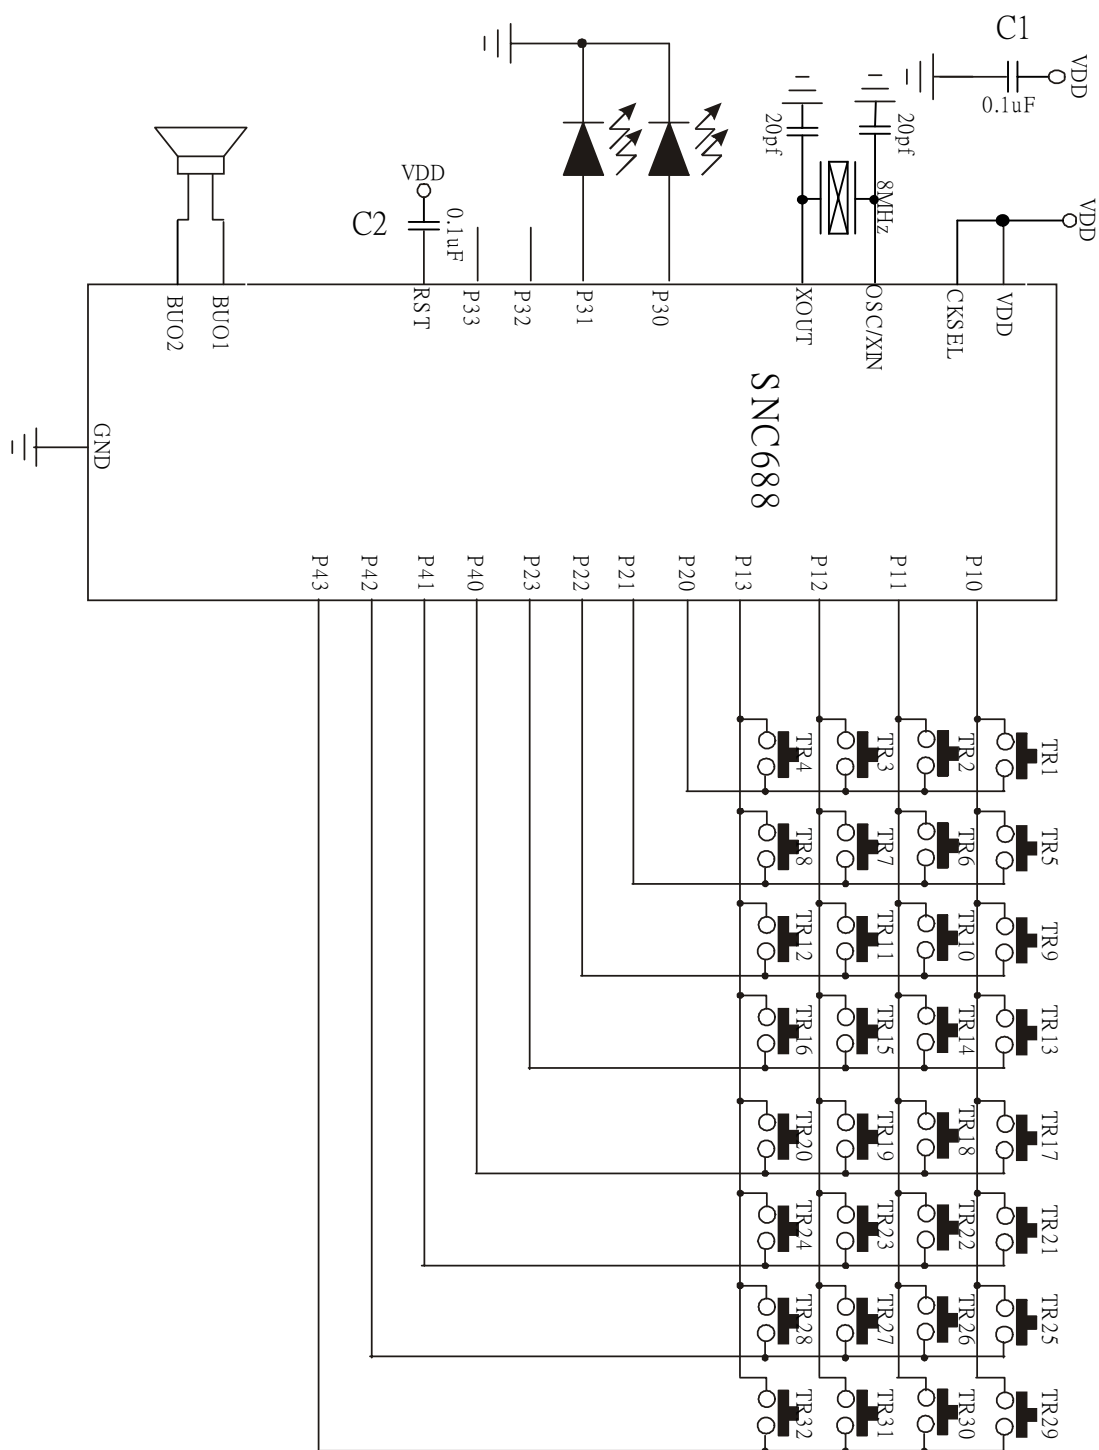 C1
VDD
0.1uF
20pf
20pf
8MHz
VDD
VDD
C2
0.1uF
BUO2
BUO1
RST
P33
P32
P31
P30
XOUT
OSC/XIN
CKSEL
VDD
SNC688
GND
P43
P42
P41
P40
P23
P22
P21
P20
P13
P12
P11
P10
TR4
TR3
TR2
TR1
TR8
TR7
TR6
TR5
TR12
TR11
TR10
TR9
TR16
TR15
TR14
TR13
TR20
TR19
TR18
TR17
TR24
TR23
TR22
TR21
TR28
TR27
TR26
TR25
TR32
TR31
TR30
TR29